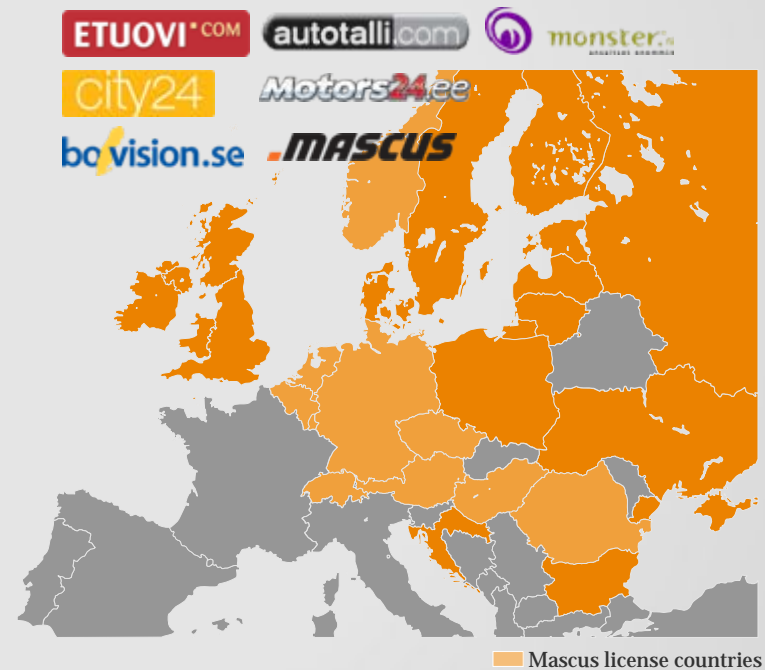 ETUOVI·COM
autotalli.com
monster.
city24
Motors24.ee
bovision.se
MASCUS
Mascus license countries